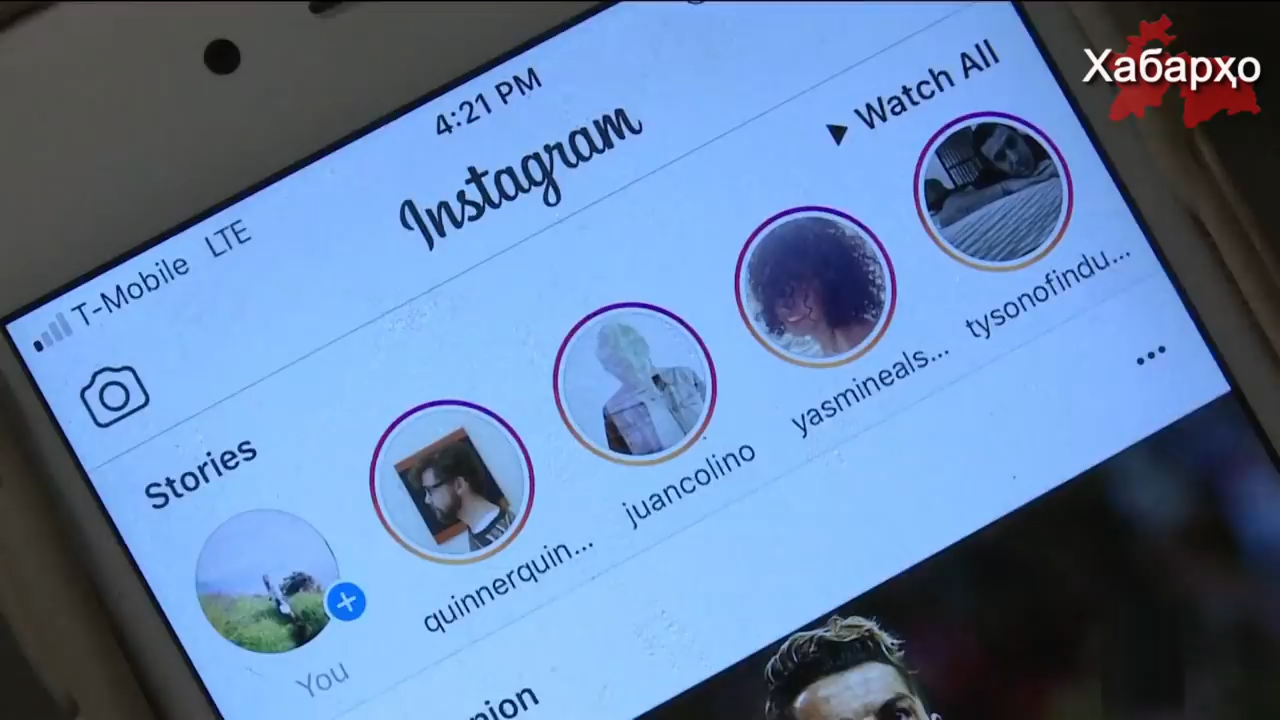 Хабарҳо
4:21 PM
T-Mobile LTE
Instagram
Stories
▶ Watch All
You
quinnerquin...
juancolino
yasmineals...
tysonofindu...
...